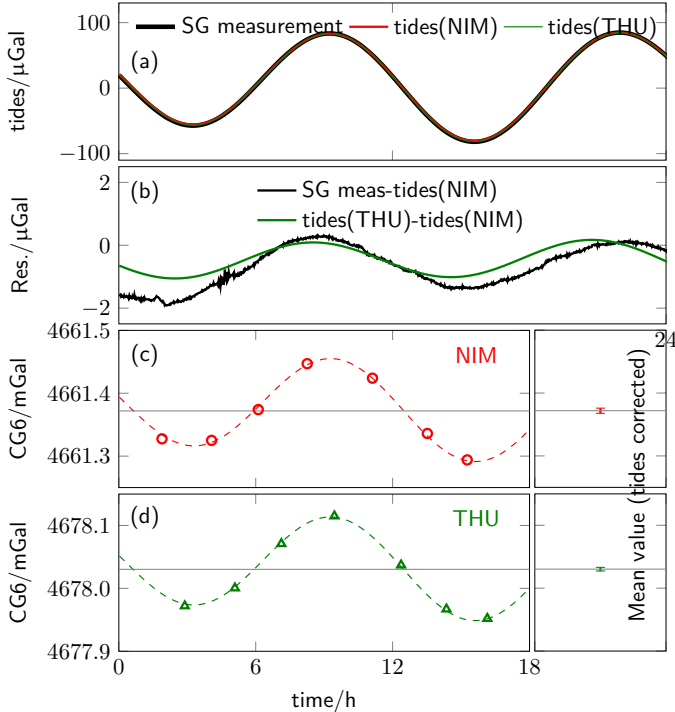 100
0
−100
tides/μGal
SG measurement tides(NIM) tides(THU)
(a)
2
0
−2
Res./μGal
(b)
SG meas-tides(NIM)
tides(THU)-tides(NIM)
4661.5
4661.4
4661.3
CG6/mGal
(c)
NIM
24
4678.1
4678.0
4677.9
CG6/mGal
(d)
THU
Mean value (tides corrected)
0 6 12 18
time/h